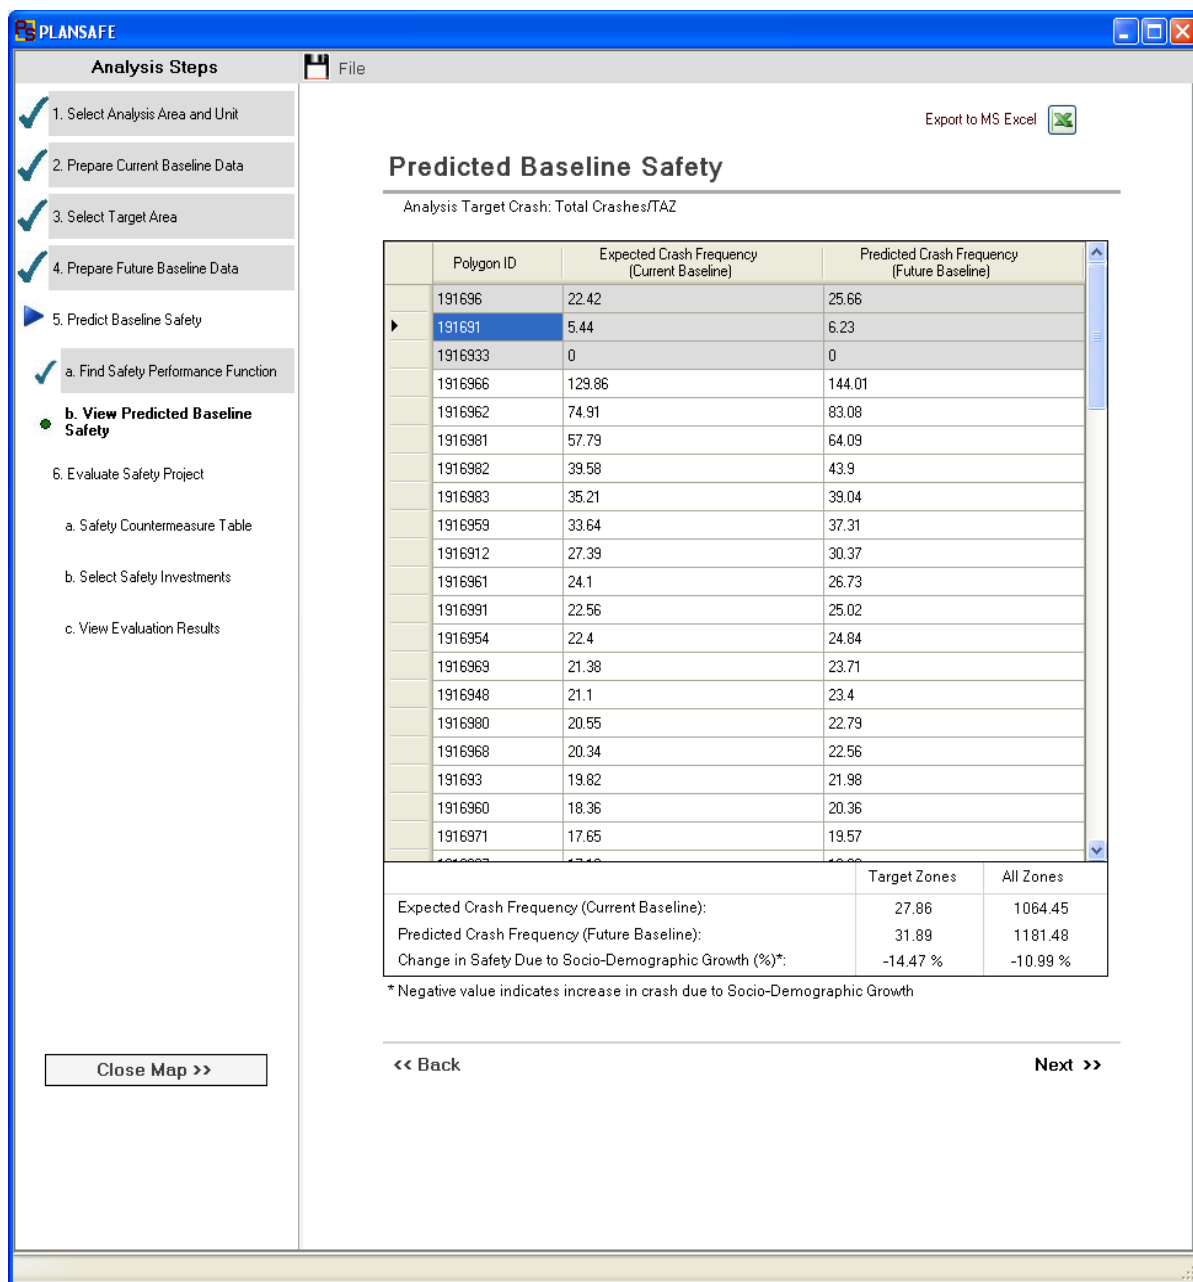 PLANSAFE
Analysis Steps
File
1. Select Analysis Area and Unit
2. Prepare Current Baseline Data
3. Select Target Area
4. Prepare Future Baseline Data
5. Predict Baseline Safety
a. Find Safety Performance Function
b. View Predicted Baseline
Safety
6. Evaluate Safety Project
a. Safety Countermeasure Table
b. Select Safety Investments
c. View Evaluation Results
Close Map >>
Export to MS Excel
Predicted Baseline Safety
Analysis Target Crash: Total Crashes/TAZ
Polygon ID Expected Crash Frequency (Current Baseline) Predicted Crash Frequency (Future Baseline)
191696 22.42 25.66
191691 5.44 6.23
1916933 0 0
1916966 129.86 144.01
1916962 74.91 83.08
1916981 57.79 64.09
1916982 39.58 43.9
1916983 35.21 39.04
1916959 33.64 37.31
1916912 27.39 30.37
1916961 24.1 26.73
1916991 22.56 25.02
1916954 22.4 24.84
1916969 21.38 23.71
1916948 21.1 23.4
1916980 20.55 22.79
1916968 20.34 22.56
191693 19.82 21.98
1916960 18.36 20.36
1916971 17.65 19.57
Target Zones All Zones
Expected Crash Frequency (Current Baseline): 27.86 1064.45
Predicted Crash Frequency (Future Baseline): 31.89 1181.48
Change in Safety Due to Socio-Demographic Growth (%)*: -14.47 % -10.99 %
* Negative value indicates increase in crash due to Socio-Demographic Growth
<< Back
Next >>